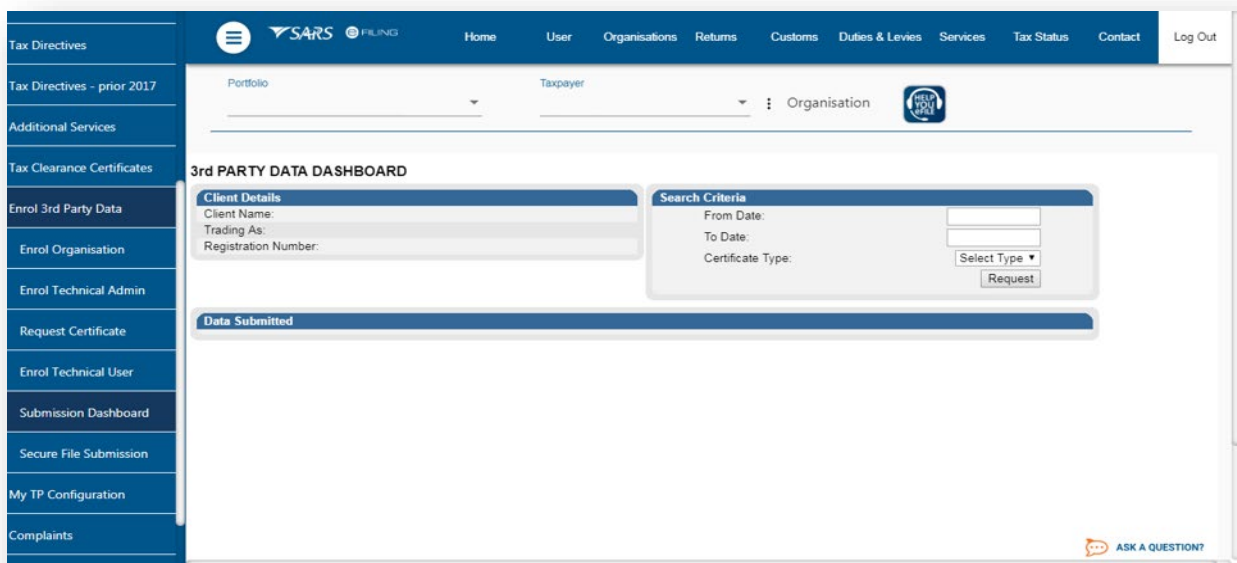 SARS eFILING
Home User Organisations Returns Customs Duties & Levies Services Tax Status Contact Log Out
Tax Directives
Tax Directives - prior 2017
Additional Services
Tax Clearance Certificates
Enrol 3rd Party Data
Enrol Organisation
Enrol Technical Admin
Request Certificate
Enrol Technical User
Submission Dashboard
Secure File Submission
My TP Configuration
Complaints
Portfolio
Taxpayer
Organisation
HELP
YOU
eFILE
3rd PARTY DATA DASHBOARD
Client Details
Client Name:
Trading As:
Registration Number:
Search Criteria
From Date:
To Date:
Certificate Type:
Select Type
Request
Data Submitted
ASK A QUESTION?